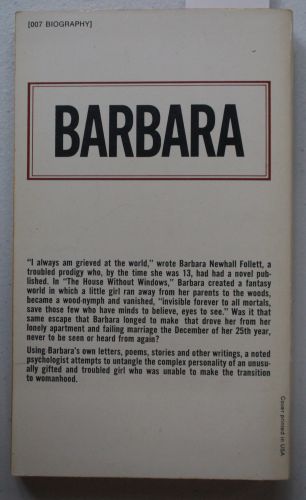 [007 BIOGRAPHY]
BARBARA
"I always am grieved at the world," wrote Barbara Newhall Follett, a
troubled prodigy who, by the time she was 13, had had a novel pub-
lished. In "The House Without Windows," Barbara created a fantasy
world in which a little girl ran away from her parents to the woods,
became a wood-nymph and vanished, "invisible forever to all mortals,
save those few who have minds to believe, eyes to see." Was it that
same escape that Barbara longed to make that drove her from her
lonely apartment and failing marriage the December of her 25th year,
never to be seen or heard from again?
Using Barbara's own letters, poems, stories and other writings, a noted
psychologist attempts to untangle the complex personality of an unusu-
ally gifted and troubled girl who was unable to make the transition
to womanhood.
Cover printed in USA